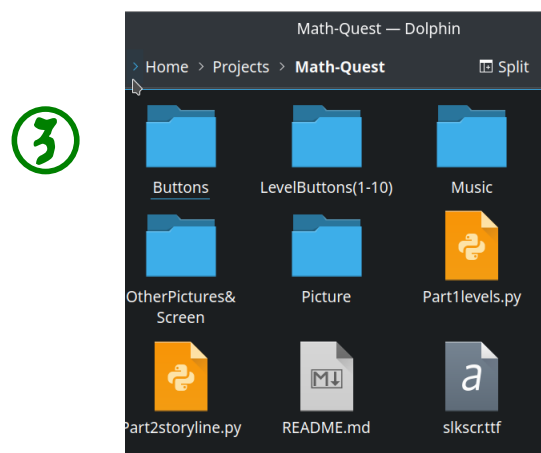 Math-Quest — Dolphin
> Home > Projects > Math-Quest Split
3
Buttons LevelButtons(1-10) Music
OtherPictures& Picture Part1levels.py
Screen
Part2storyline.py README.md slkscr.ttf